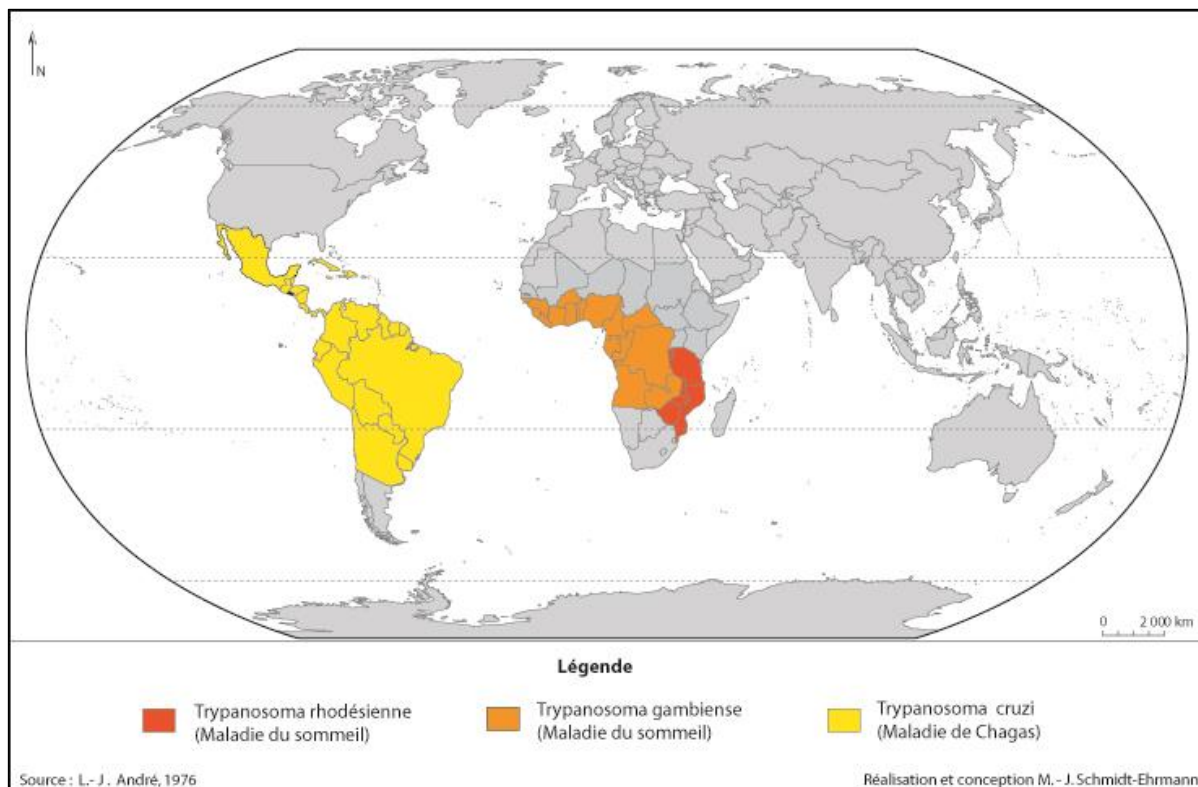 N
0 2 000 km
Légende
Trypanosoma rhodésienne
(Maladie du sommeil)
Trypanosoma gambiense
(Maladie du sommeil)
Trypanosoma cruzi
(Maladie de Chagas)
Source : L.- J. André, 1976
Réalisation et conception M. - J. Schmidt-Ehrmann